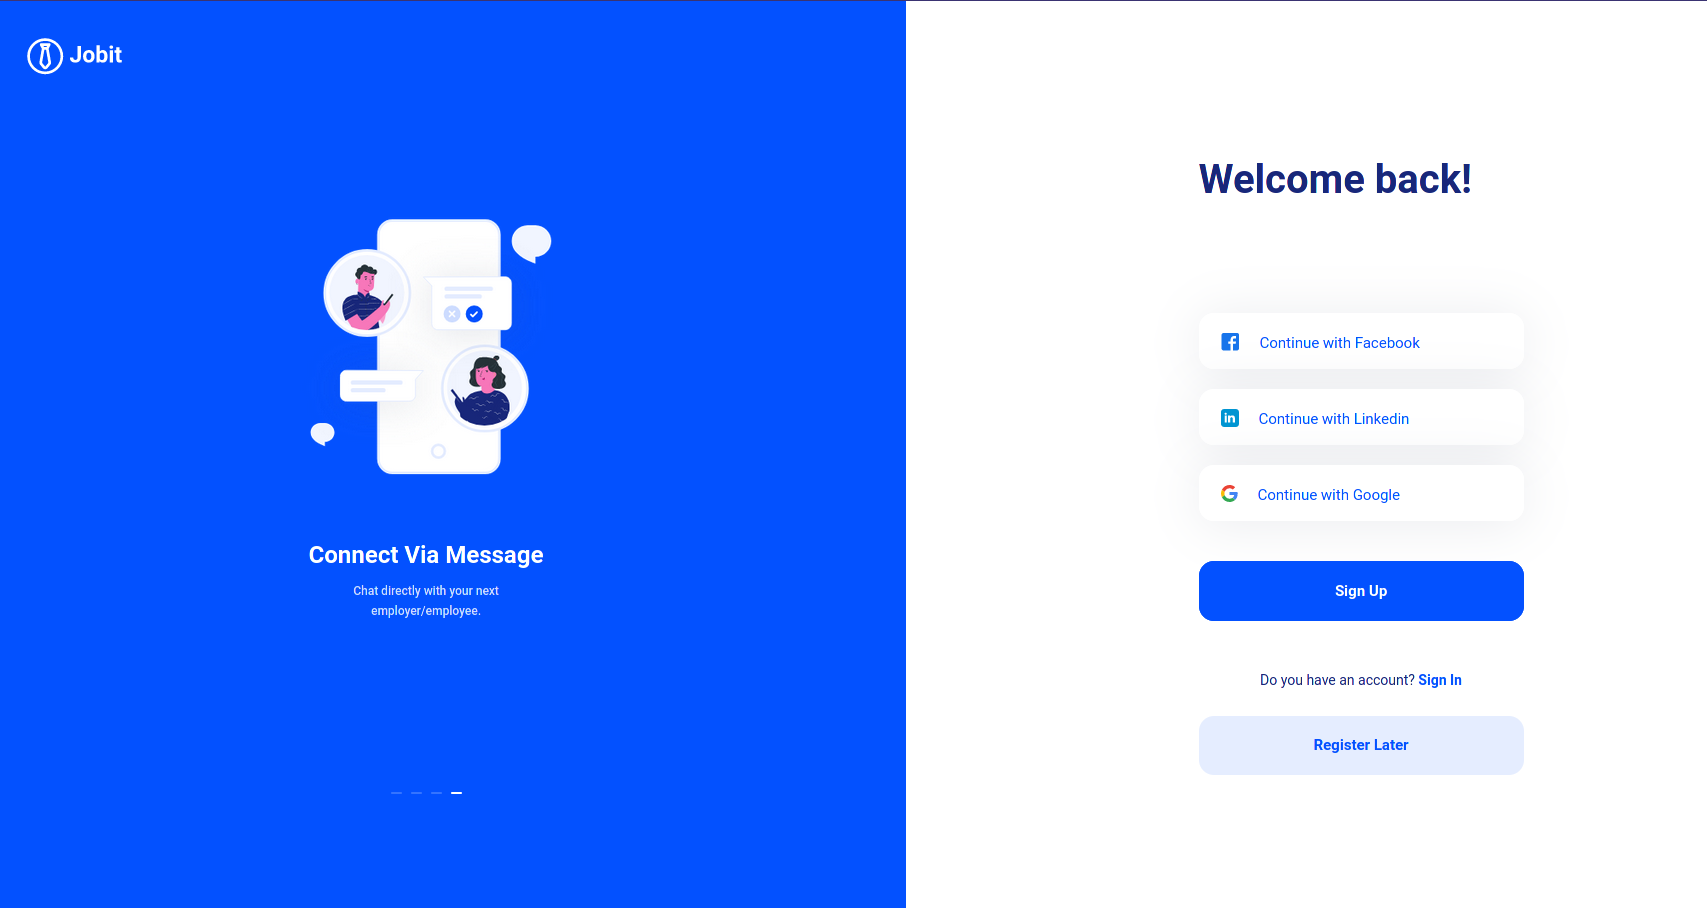 Jobit
Connect Via Message
Chat directly with your next
employer/employee.
Welcome back!
Continue with Facebook
in Continue with Linkedin
Continue with Google
Sign Up
Do you have an account? Sign In
Register Later